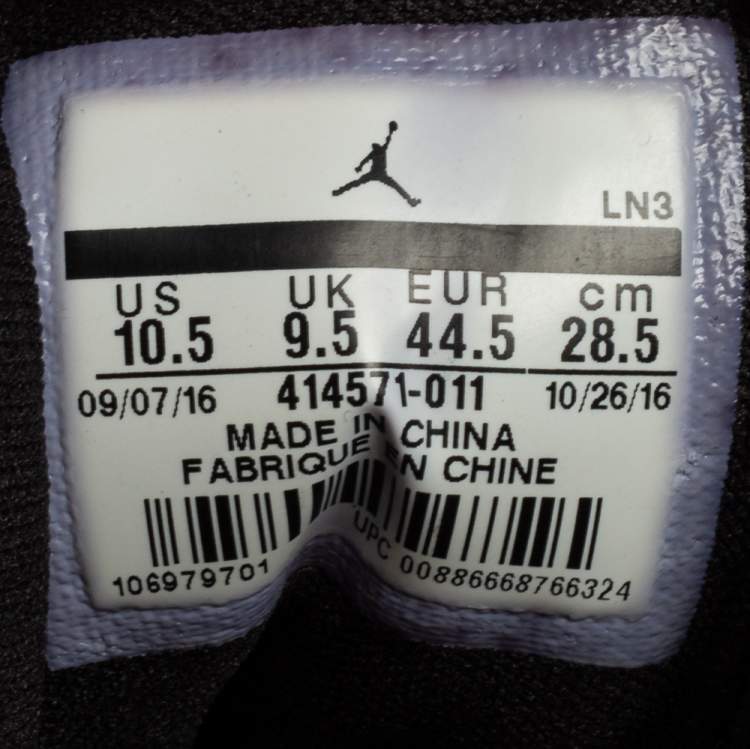 LN3
US UK EUR cm
10.5 9.5 44.5 28.5
09/07/16 414571-011 10/26/16
MADE IN CHINA
FABRIQUE EN CHINE
106979701 UPC 00886668766324